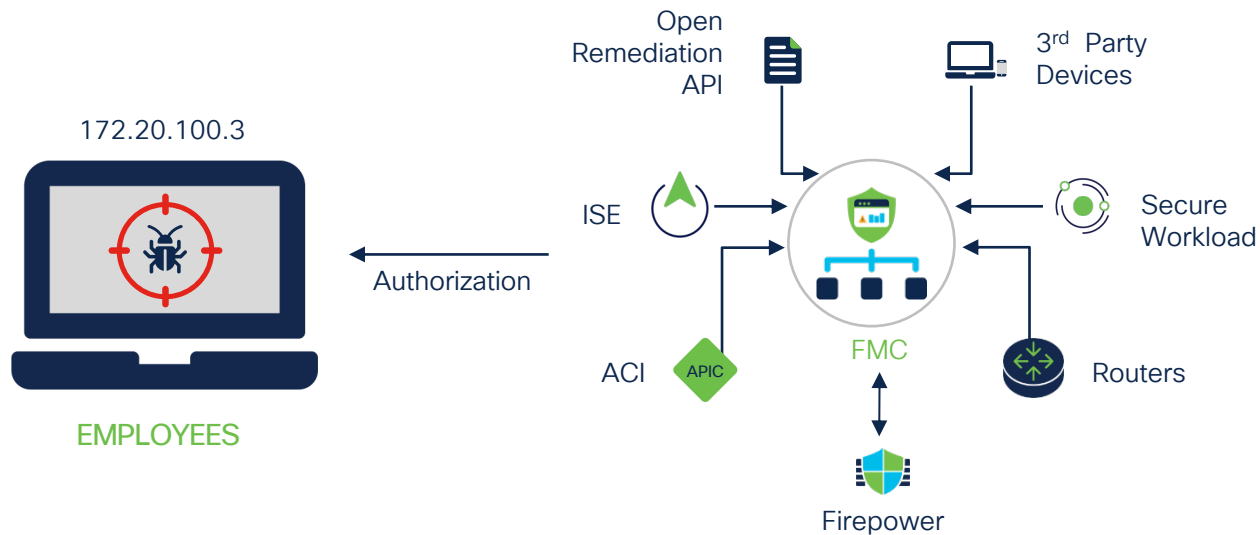 172.20.100.3
EMPLOYEES
Authorization
Open
Remediation
API
3rd Party
Devices
ISE
Secure
Workload
ACI
APIC
FMC
Routers
Firepower